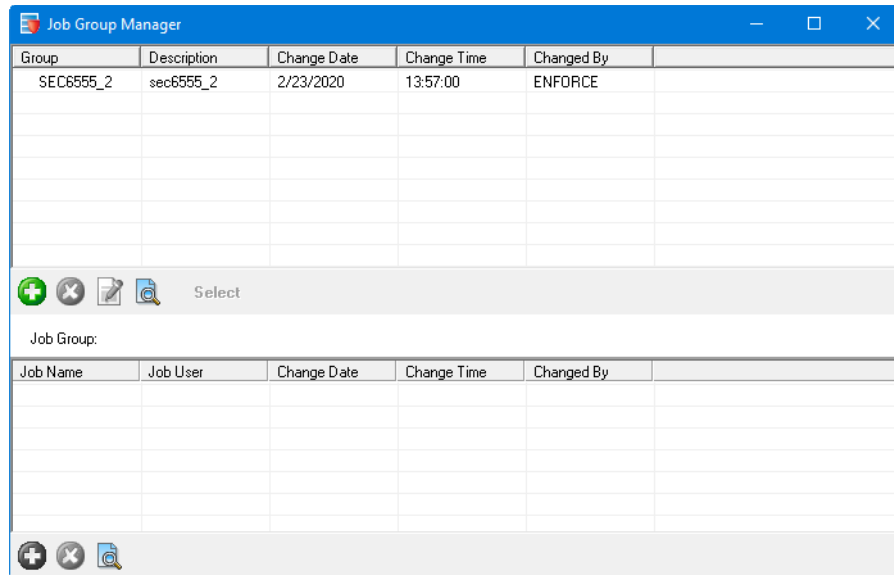 Job Group Manager
Group Description Change Date Change Time Changed By
SEC6555_2 sec6555_2 2/23/2020 13:57:00 ENFORCE
Select
Job Group:
Job Name Job User Change Date Change Time Changed By